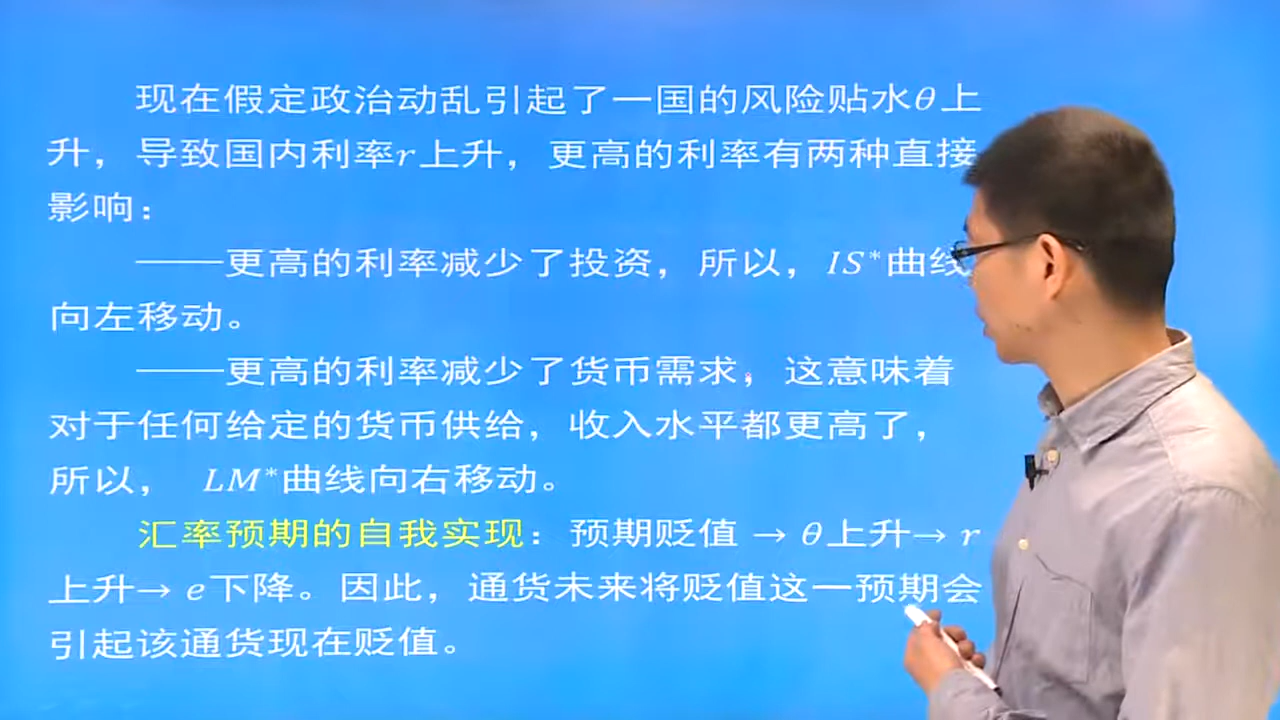 现在假定政治动乱引起了一国的风险贴水θ上
升，导致国内利率r上升，更高的利率有两种直接
影响：
——更高的利率减少了投资，所以，IS*曲线
向左移动。
——更高的利率减少了货币需求，这意味着
对于任何给定的货币供给，收入水平都更高了，
所以， LM*曲线向右移动。
汇率预期的自我实现：预期贬值 → θ上升→ r
上升→ e下降。因此，通货未来将贬值这一预期会
引起该通货现在贬值。